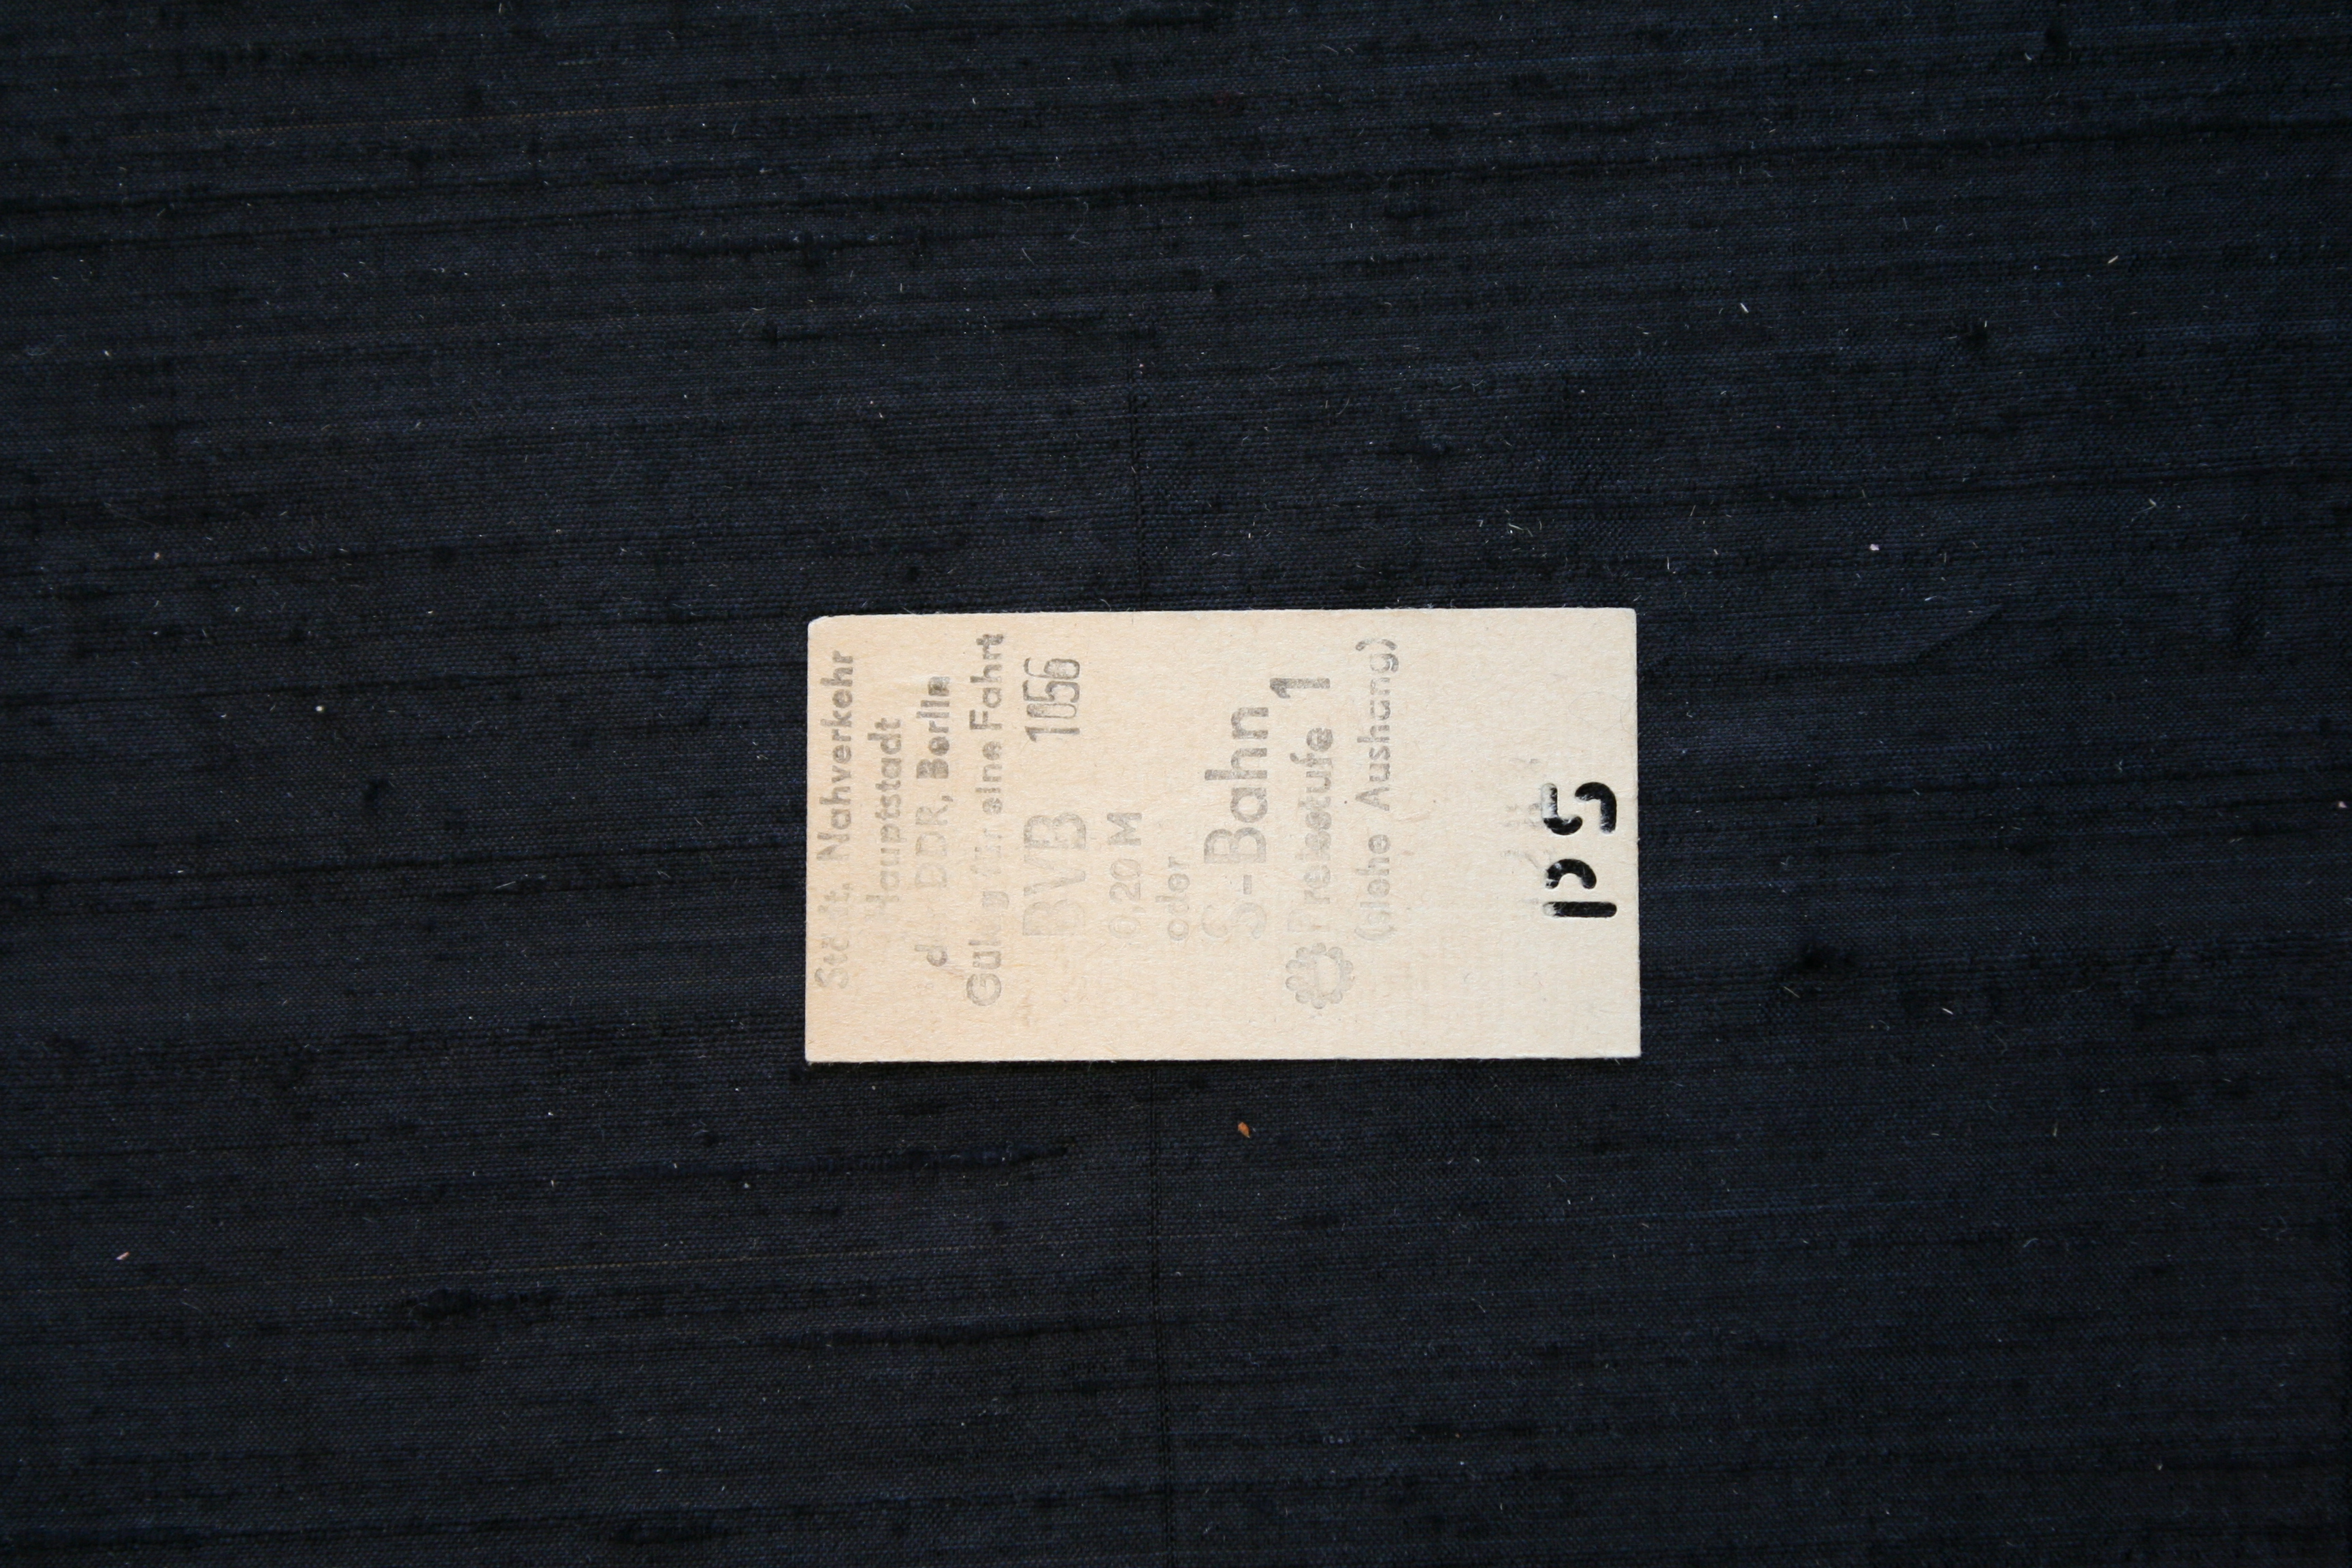 Städt. Nahverkehr
Hauptstadt
d. DDR, Berlin
Gültig für eine Fahrt
BVB 1056
0,20 M
oder
S-Bahn
Preisstufe 1
(siehe Aushang)